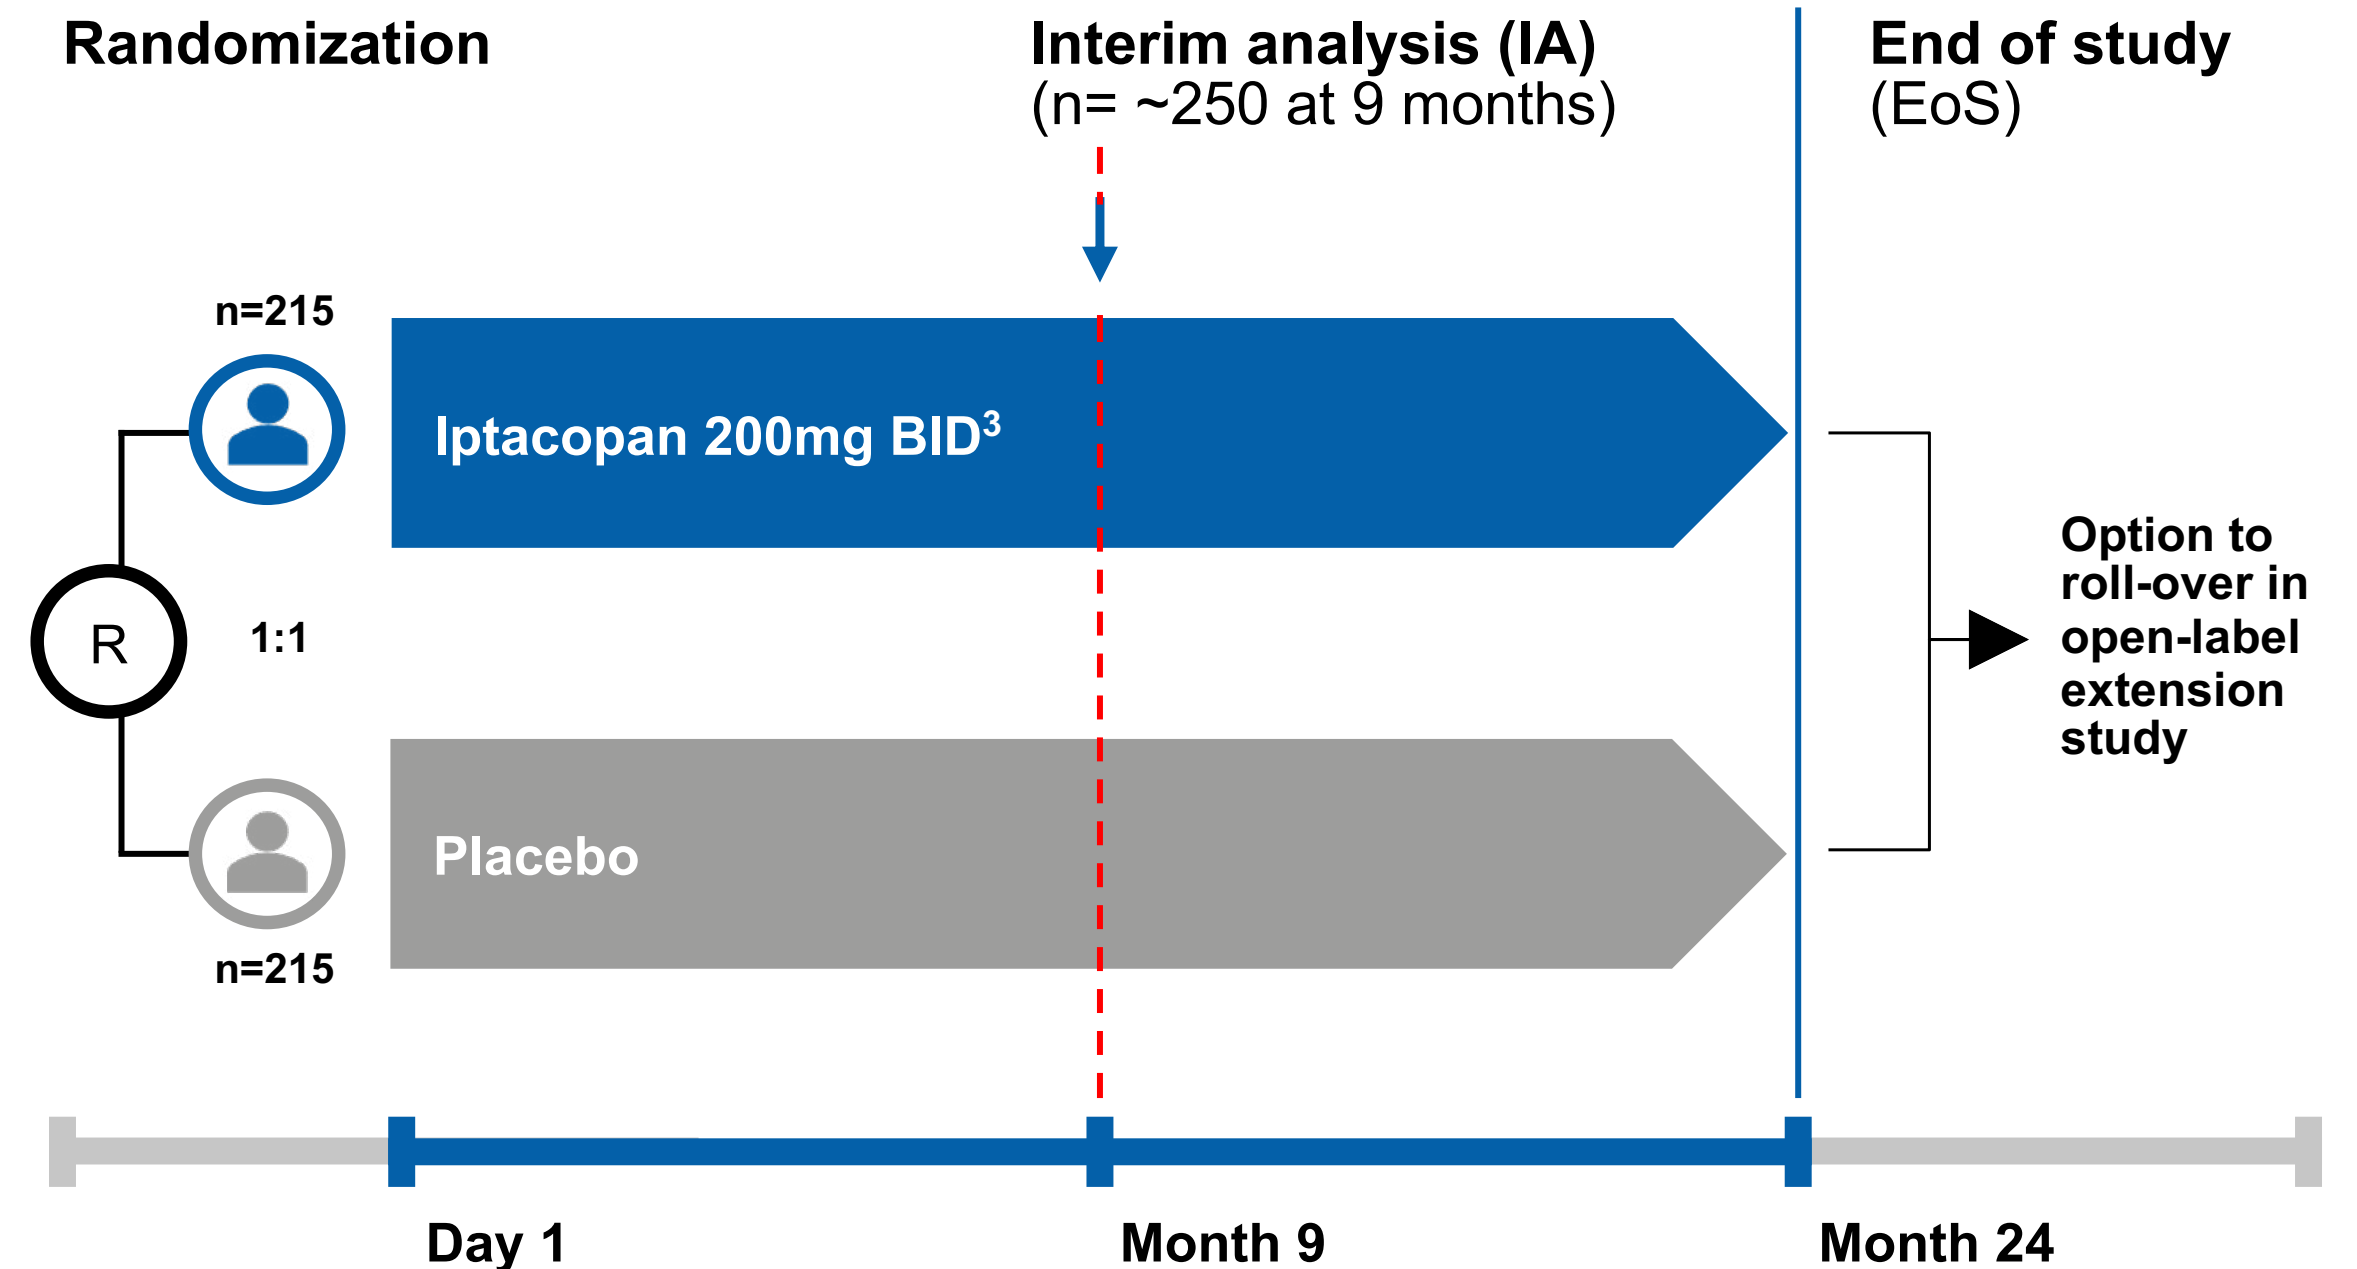 Randomization
Interim analysis (IA)
(n= ~250 at 9 months)
End of study
(EoS)
n=215
Iptacopan 200mg BID³
R
1:1
Placebo
n=215
Option to
roll-over in
open-label
extension
study
Day 1
Month 9
Month 24